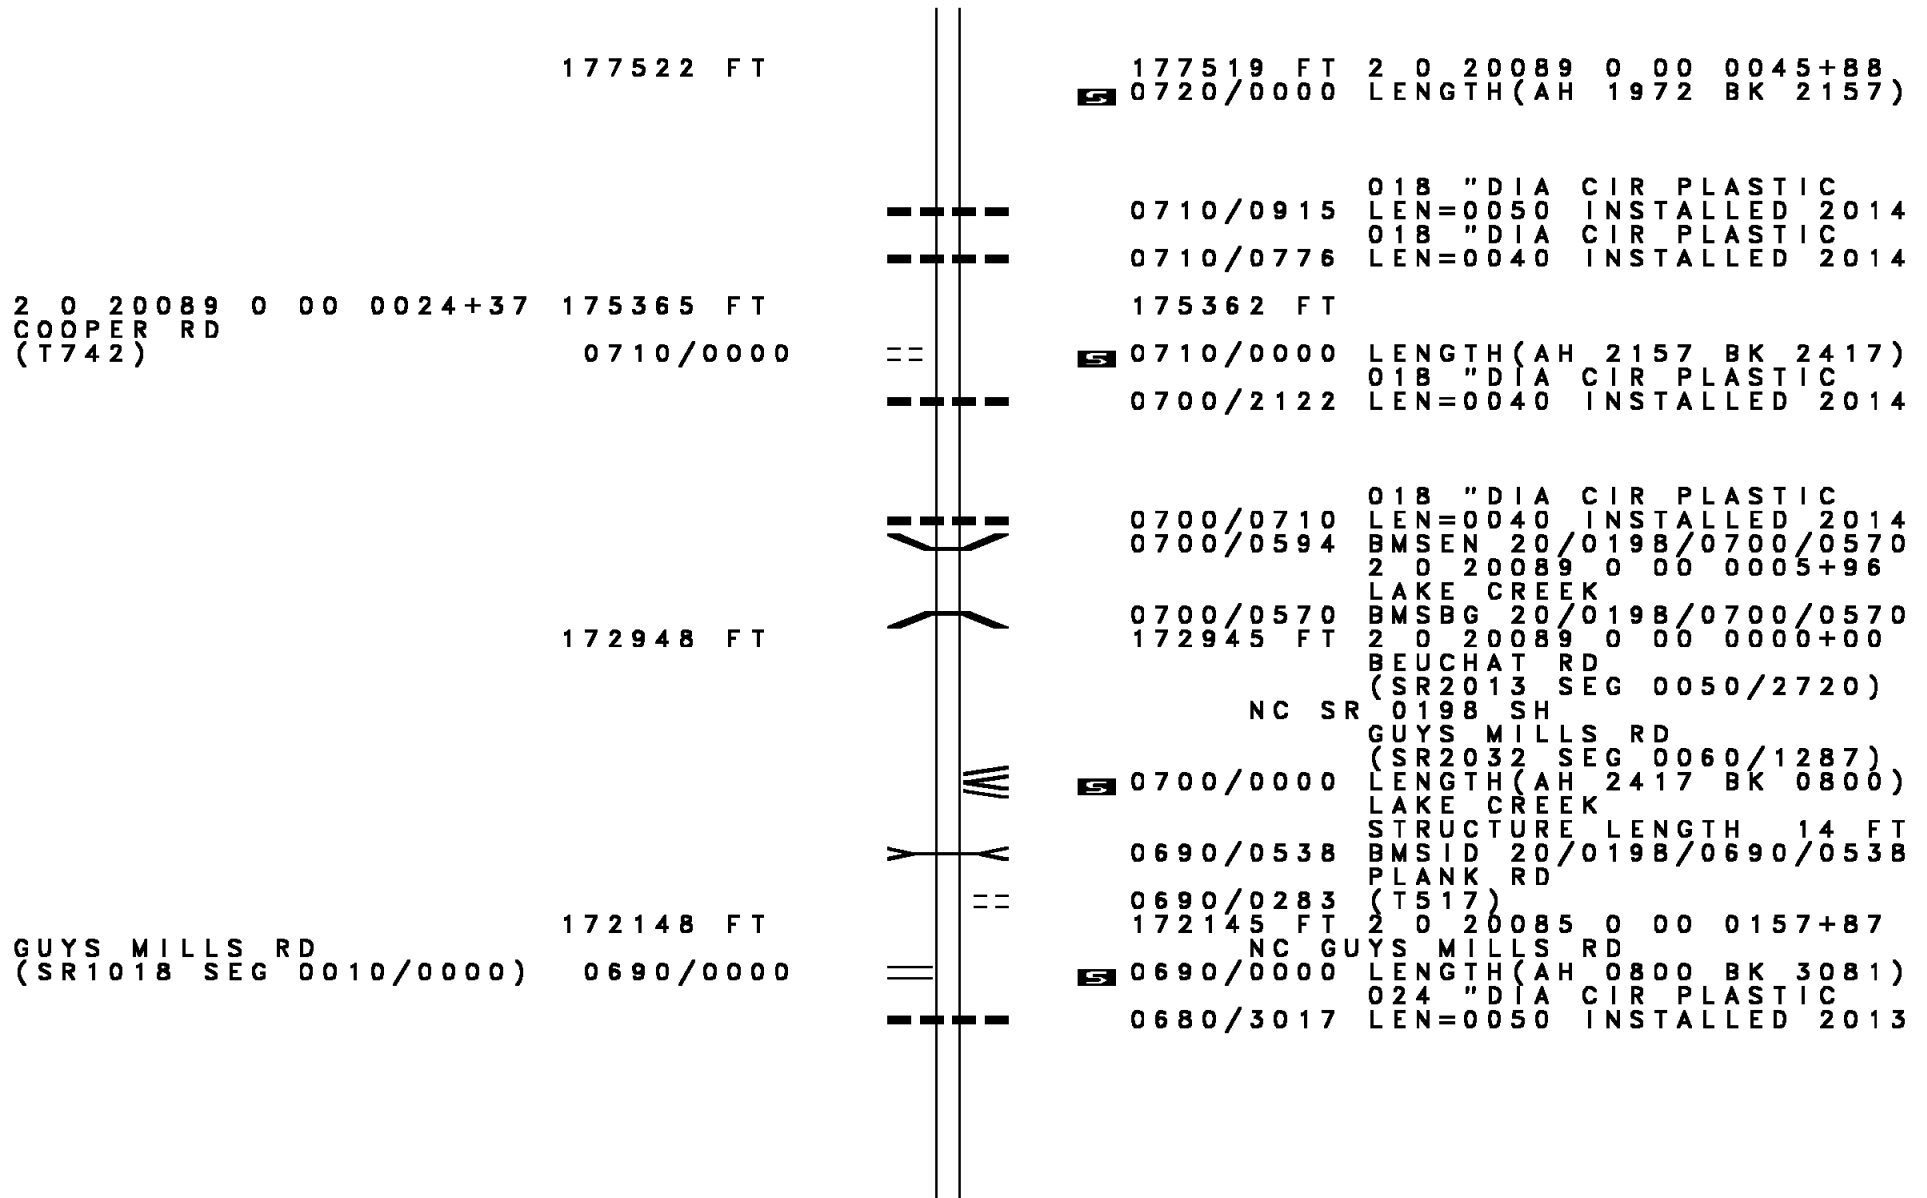 177522 FT 177519 FT 2 0 20089 0 00 0045+88
S 0720/0000 LENGTH(AH 1972 BK 2157)
018 "DIA CIR PLASTIC
0710/0915 LEN=0050 INSTALLED 2014
018 "DIA CIR PLASTIC
0710/0776 LEN=0040 INSTALLED 2014
2 0 20089 0 00 0024+37 175365 FT 175362 FT
COOPER RD
(T742) 0710/0000 S 0710/0000 LENGTH(AH 2157 BK 2417)
018 "DIA CIR PLASTIC
0700/2122 LEN=0040 INSTALLED 2014
018 "DIA CIR PLASTIC
0700/0710 LEN=0040 INSTALLED 2014
0700/0594 BMSEN 20/0198/0700/0570
2 0 20089 0 00 0005+96
LAKE CREEK
0700/0570 BMSBG 20/0198/0700/0570
172948 FT 172945 FT 2 0 20089 0 00 0000+00
BEUCHAT RD
(SR2013 SEG 0050/2720)
NC SR 0198 SH
GUYS MILLS RD
(SR2032 SEG 0060/1287)
S 0700/0000 LENGTH(AH 2417 BK 0800)
LAKE CREEK
STRUCTURE LENGTH 14 FT
0690/0538 BMSID 20/0198/0690/0538
PLANK RD
0690/0283 (T517)
172148 FT 172145 FT 2 0 20085 0 00 0157+87
GUYS MILLS RD NC GUYS MILLS RD
(SR1018 SEG 0010/0000) 0690/0000 S 0690/0000 LENGTH(AH 0800 BK 3081)
024 "DIA CIR PLASTIC
0680/3017 LEN=0050 INSTALLED 2013